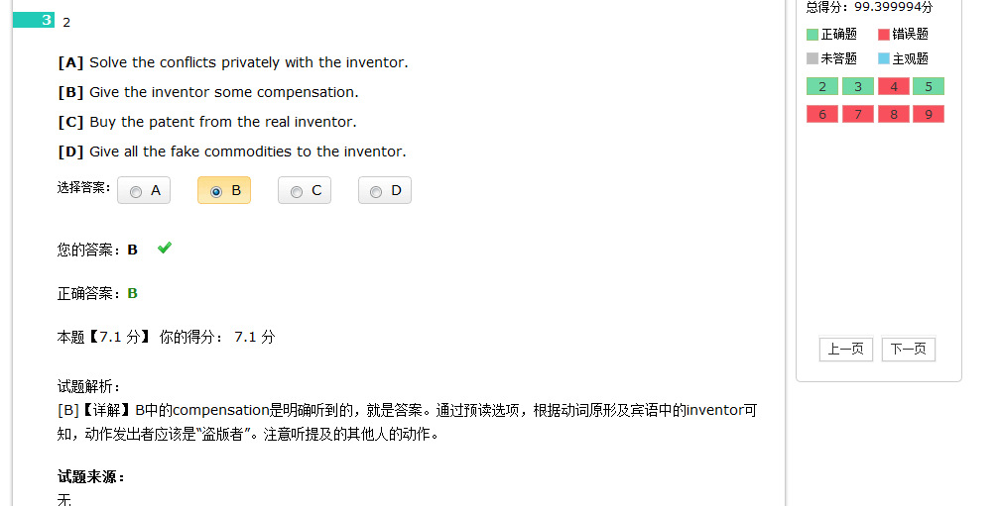 3 2
[A] Solve the conflicts privately with the inventor.
[B] Give the inventor some compensation.
[C] Buy the patent from the real inventor.
[D] Give all the fake commodities to the inventor.
选择答案： A B C D
您的答案：B
正确答案：B
本题【7.1 分】 你的得分： 7.1 分
试题解析：
[B]【详解】B中的compensation是明确听到的，就是答案。通过预读选项，根据动词原形及宾语中的inventor可
知，动作发出者应该是“盗版者”。注意听提及的其他人的动作。
试题来源：
无
总得分：99.399994分
正确题 错误题
未答题 主观题
2 3 4 5
6 7 8 9
上一页 下一页